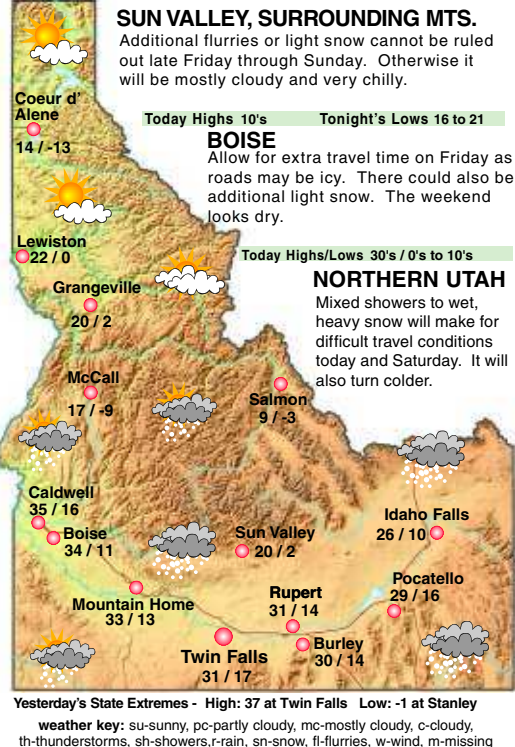 SUN VALLEY, SURROUNDING MTS.
Additional flurries or light snow cannot be ruled
out late Friday through Sunday. Otherwise it
will be mostly cloudy and very chilly.
Today Highs 10's Tonight's Lows 16 to 21
BOISE
Allow for extra travel time on Friday as
roads may be icy. There could also be
additional light snow. The weekend
looks dry.
Today Highs/Lows 30's / 0's to 10's
NORTHERN UTAH
Mixed showers to wet,
heavy snow will make for
difficult travel conditions
today and Saturday. It will
also turn colder.
Coeur d'
Alene
14 / -13
Lewiston
22 / 0
Grangeville
20 / 2
McCall
17 / -9
Salmon
9 / -3
Caldwell
35 / 16
Boise
34 / 11
Sun Valley
20 / 2
Idaho Falls
26 / 10
Pocatello
29 / 16
Mountain Home
33 / 13
Rupert
31 / 14
Twin Falls
31 / 17
Burley
30 / 14
Yesterday's State Extremes - High: 37 at Twin Falls Low: -1 at Stanley
weather key: su-sunny, pc-partly cloudy, mc-mostly cloudy, c-cloudy,
th-thunderstorms, sh-showers,r-rain, sn-snow, fl-flurries, w-wind, m-missing